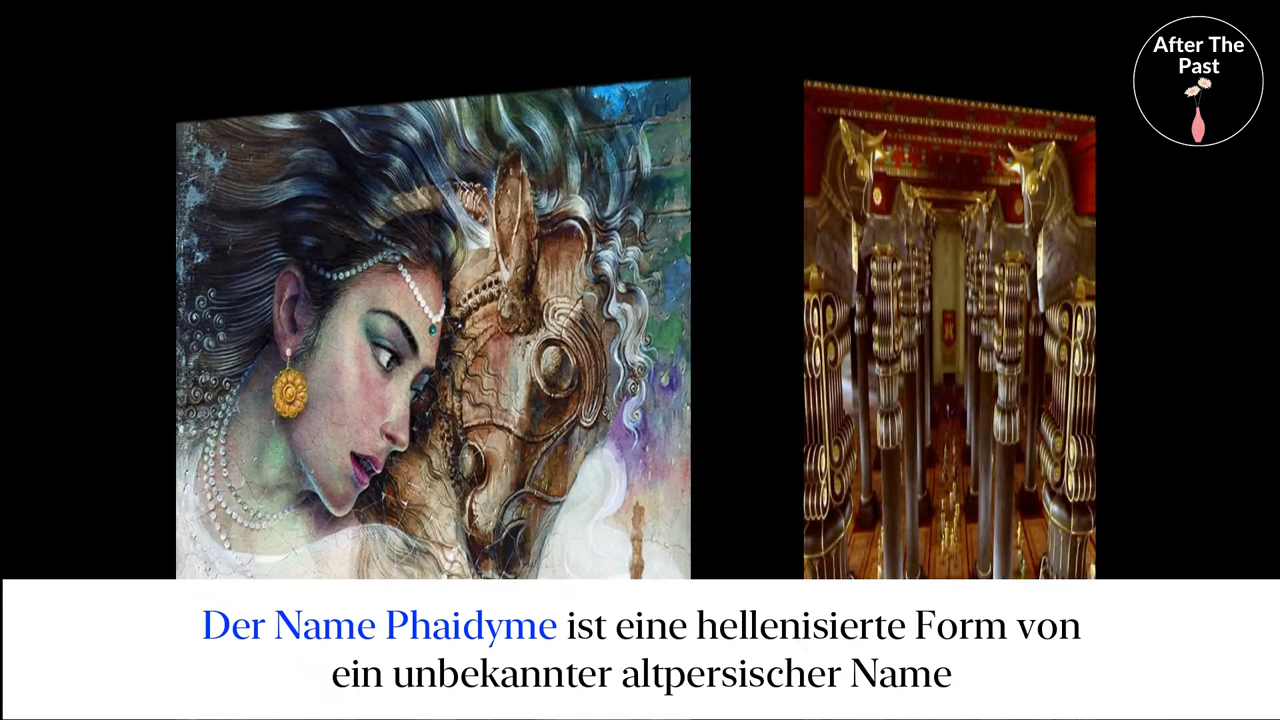 After The
Past
Der Name Phaidyme ist eine hellenisierte Form von
ein unbekannter altpersischer Name